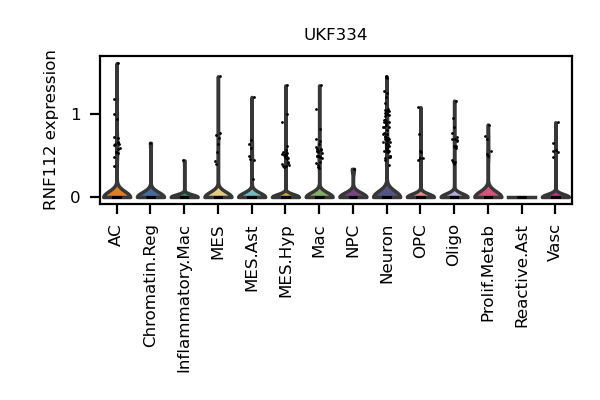 UKF334
RNF112 expression
1
0
AC
Chromatin.Reg
Inflammatory.Mac
MES
MES.Ast
MES.Hyp
Mac
NPC
Neuron
OPC
Oligo
Prolif.Metab
Reactive.Ast
Vasc